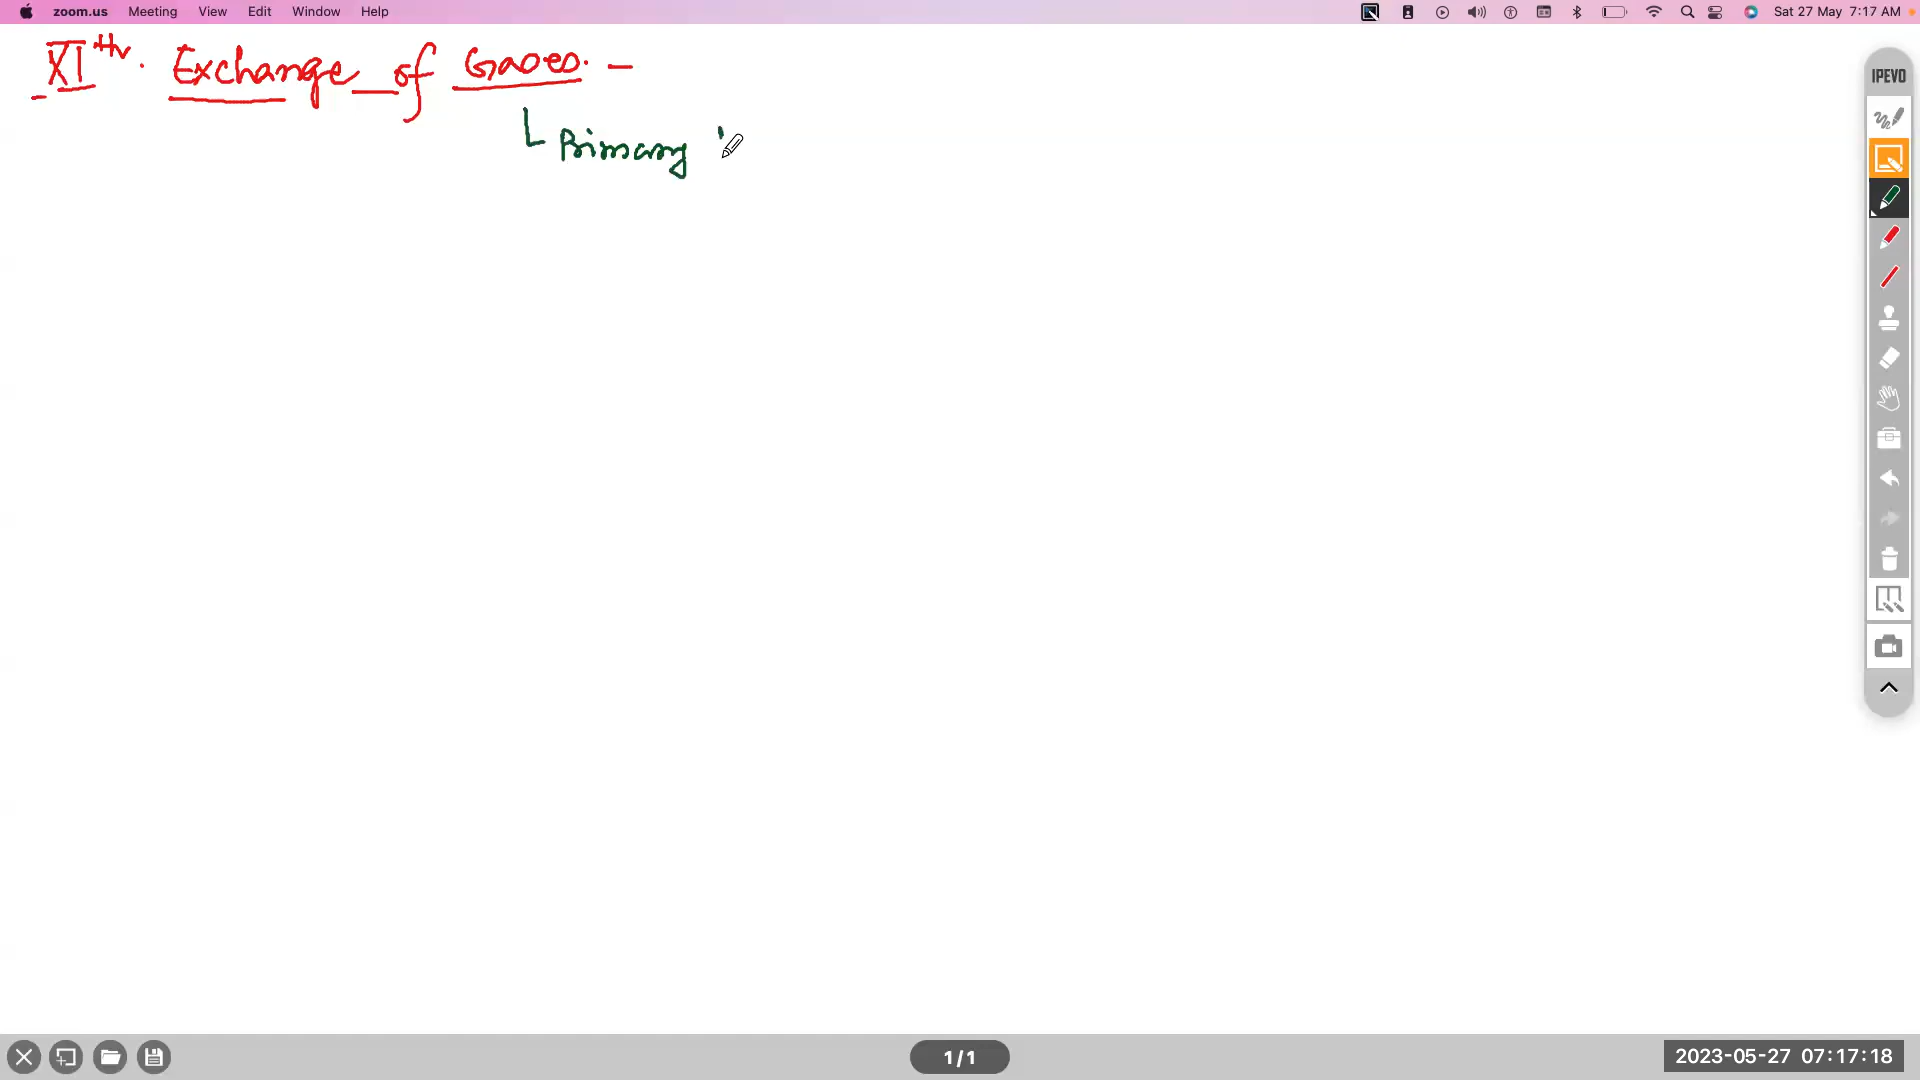 zoom.us Meeting View Edit Window Help Sat 27 May 7:17 AM
XIth. Exchange of Gases. -
Primary
IPEVO
1/1
2023-05-27 07:17:18